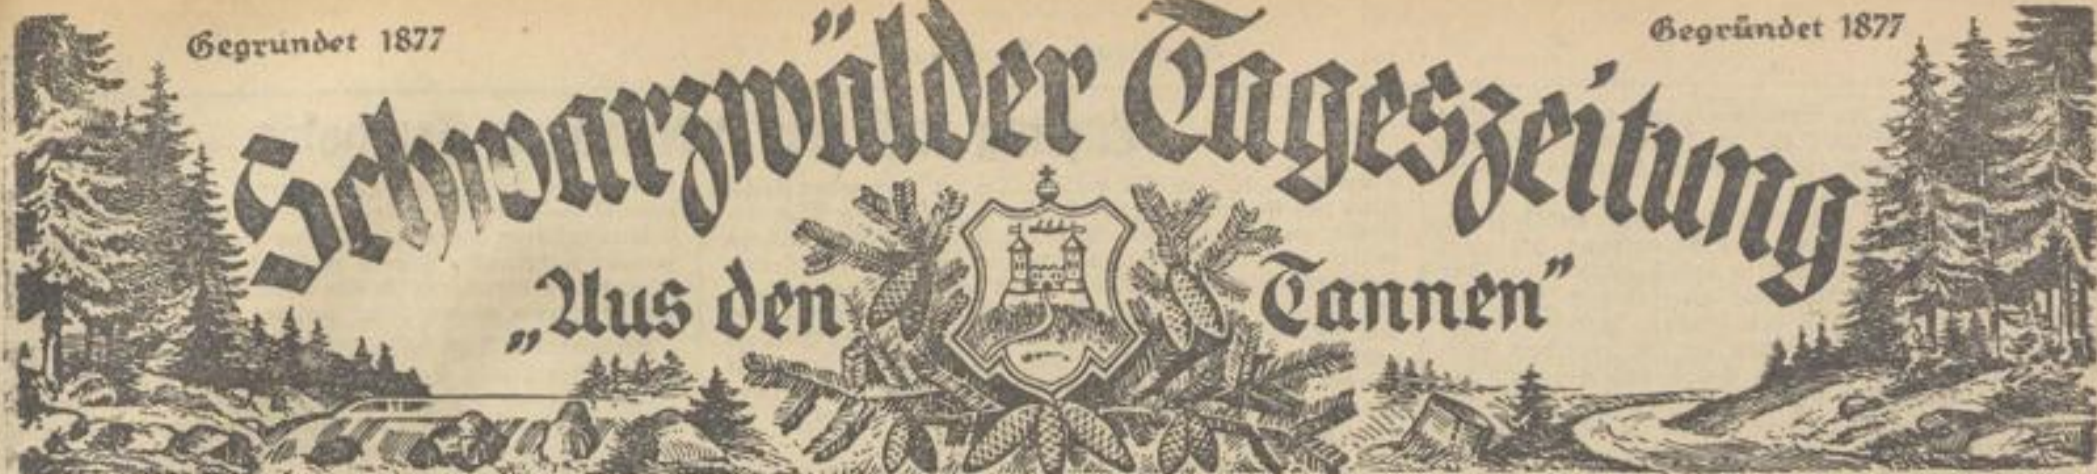 Gegründet 1877
Gegründet 1877
Schwarzwälder Tageszeitung
„Aus den Tannen"